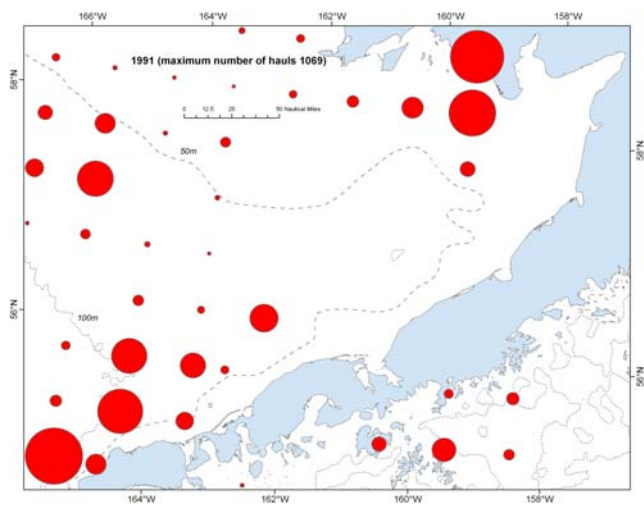 166°W 164°W 162°W 160°W 158°W
1991 (maximum number of hauls 1069)
0 12.5 25 50 Nautical Miles
58°N
58°N
50m
56°N
100m
56°N
164°W 162°W 160°W 158°W